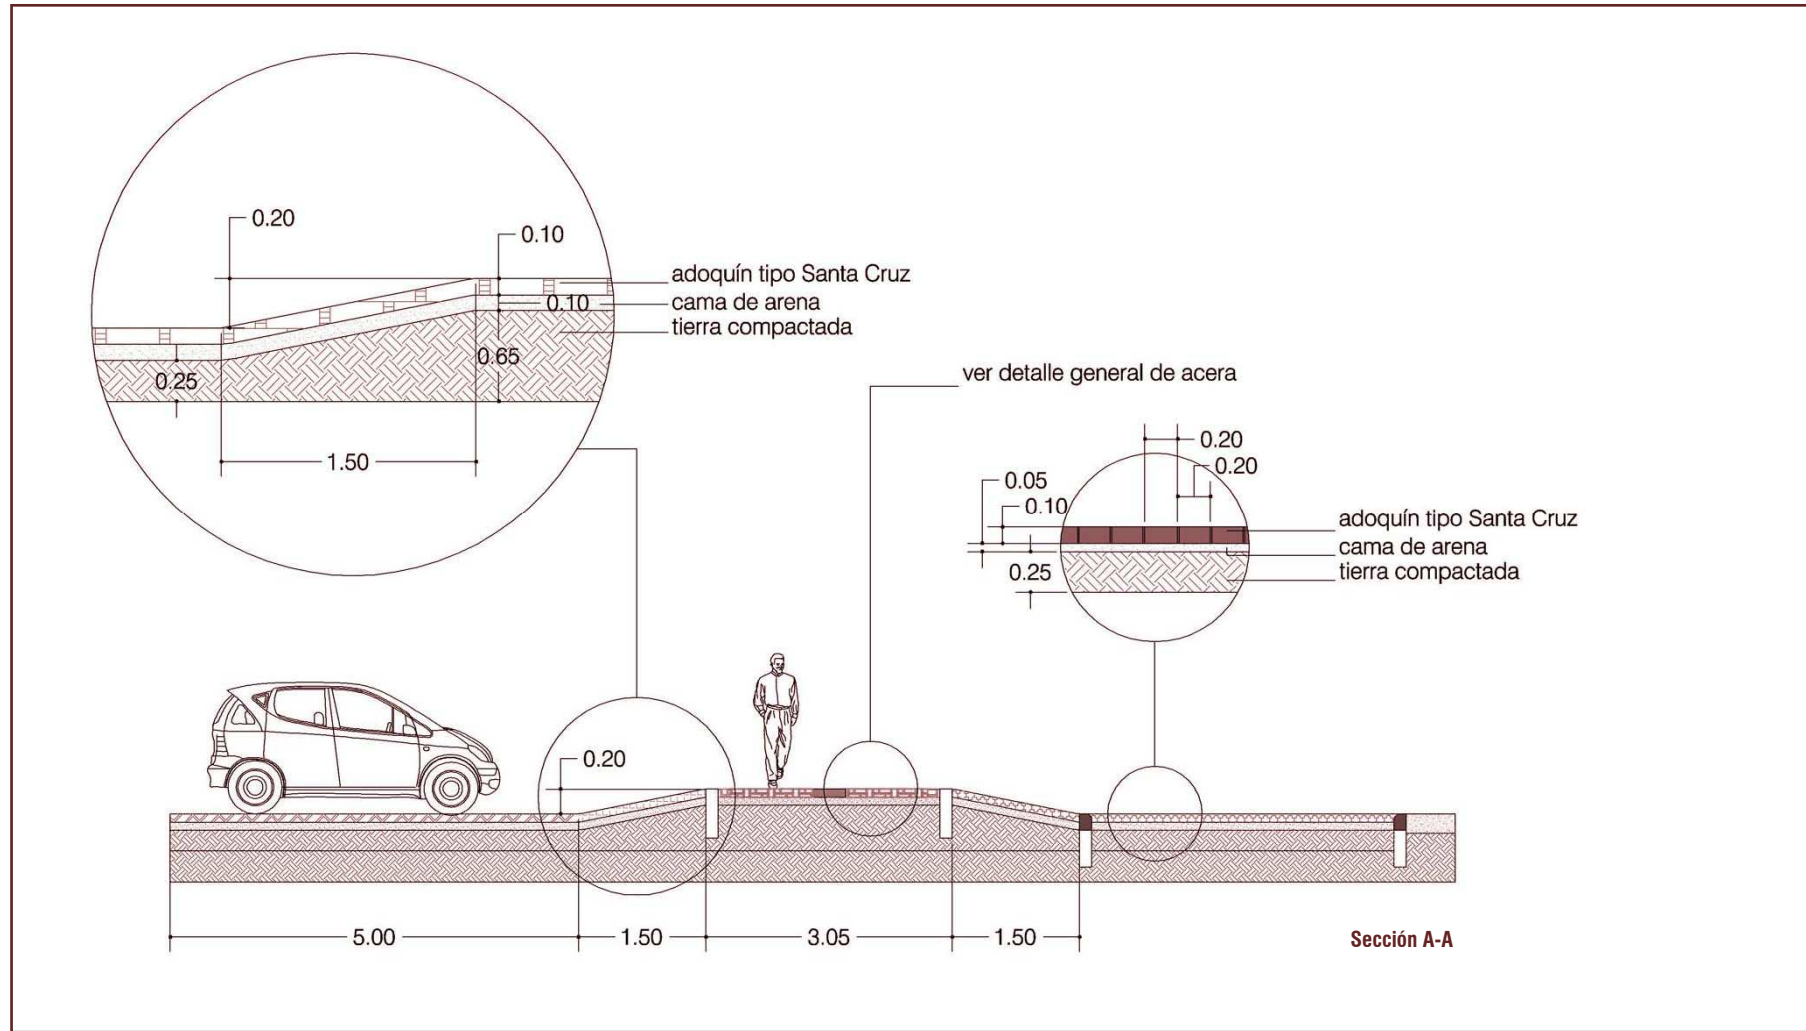 0.20
0.10
adoquín tipo Santa Cruz
0.10
cama de arena
tierra compactada
0.65
0.25
1.50
ver detalle general de acera
0.20
0.20
0.05
0.10
adoquín tipo Santa Cruz
cama de arena
0.25
tierra compactada
0.20
5.00
1.50
3.05
1.50
Sección A-A